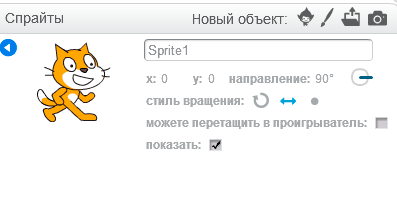 Спрайты Новый объект:
Sprite1
x: 0 y: 0 направление: 90°
стиль вращения:
можете перетащить в проигрыватель:
показать: